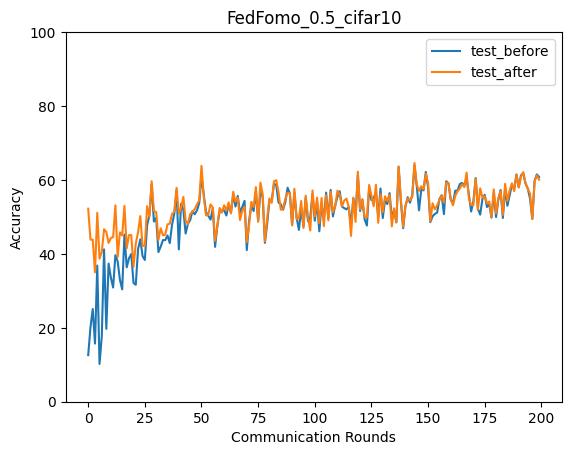 FedFomo_0.5_cifar10
100
80
60
40
20
0
Accuracy
test_before
test_after
0 25 50 75 100 125 150 175 200
Communication Rounds